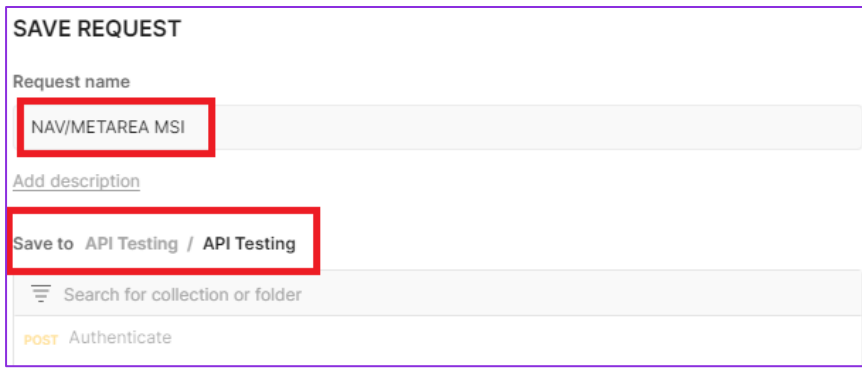 SAVE REQUEST
Request name
NAV/METAREA MSI
Add description
Save to API Testing / API Testing
Search for collection or folder
POST Authenticate